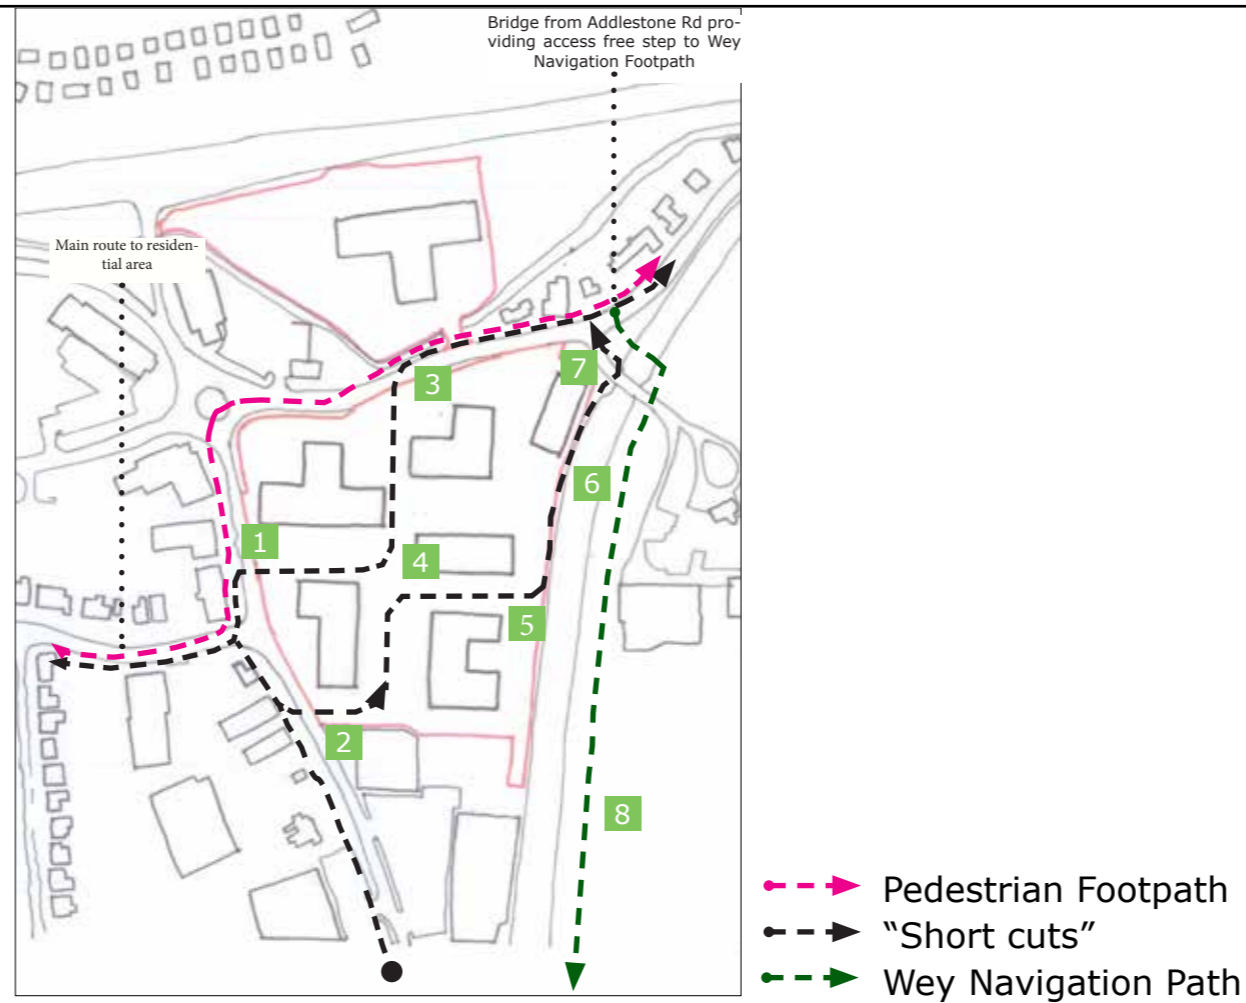 Bridge from Addlestone Rd pro-
viding access free step to Wey
Navigation Footpath
Main route to residen-
tial area
7
3
6
1
4
5
2
8
Pedestrian Footpath
“Short cuts”
Wey Navigation Path